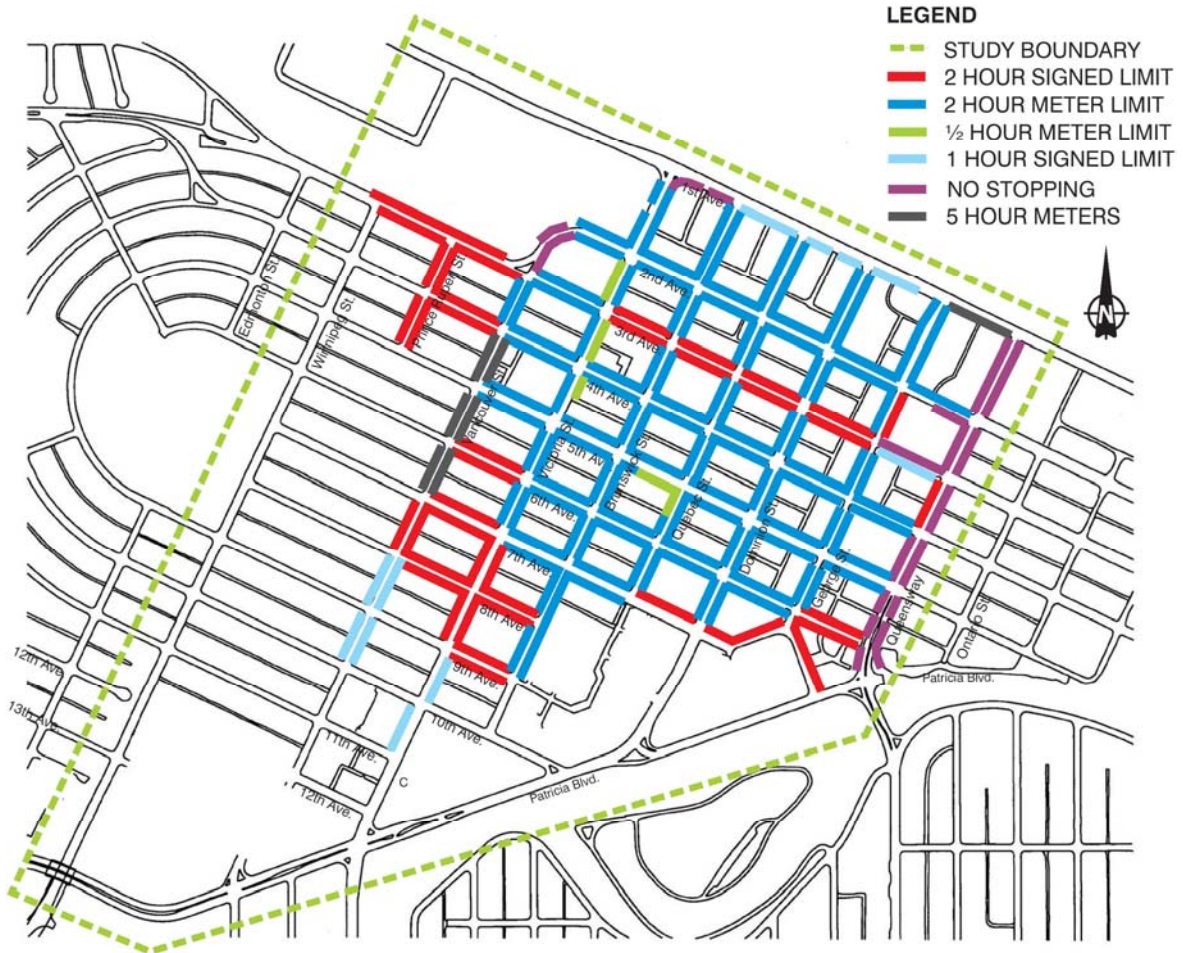 LEGEND
STUDY BOUNDARY
2 HOUR SIGNED LIMIT
2 HOUR METER LIMIT
½ HOUR METER LIMIT
1 HOUR SIGNED LIMIT
NO STOPPING
5 HOUR METERS
N
1st Ave.
2nd Ave.
3rd Ave.
4th Ave.
5th Ave
6th Ave.
7th Ave.
8th Ave.
9th Ave.
10th Ave.
11th Ave.
12th Ave.
12th Ave
13th Ave.
Edmonton St.
Winnipeg St.
Prince Rupert St.
Vancouver St.
Victoria St.
Brunswick St.
Quebec St.
Dominion St.
George St.
Queensway
Ontario St.
Patricia Blvd.
Patricia Blvd.
C